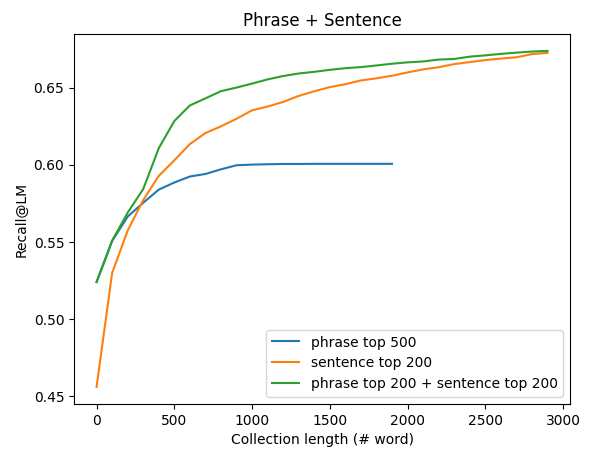 Phrase + Sentence
Recall@LM
0.65
0.60
0.55
0.50
0.45
phrase top 500
sentence top 200
phrase top 200 + sentence top 200
0 500 1000 1500 2000 2500 3000
Collection length (# word)